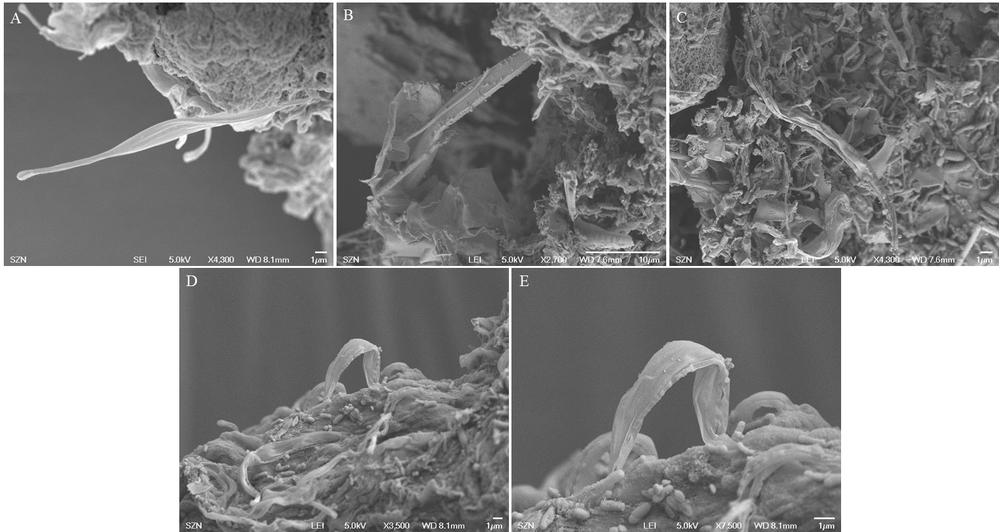 A
SZN SEI 5.0kV X4,300 WD 8.1mm 1µm
B
SZN LEI 5.0kV X2,700 WD 7.6mm 10µm
C
SZN LEI 5.0kV X4,300 WD 7.6mm 1µm
D
SZN LEI 5.0kV X3,500 WD 8.1mm 1µm
E
SZN LEI 5.0kV X7,500 WD 8.1mm 1µm